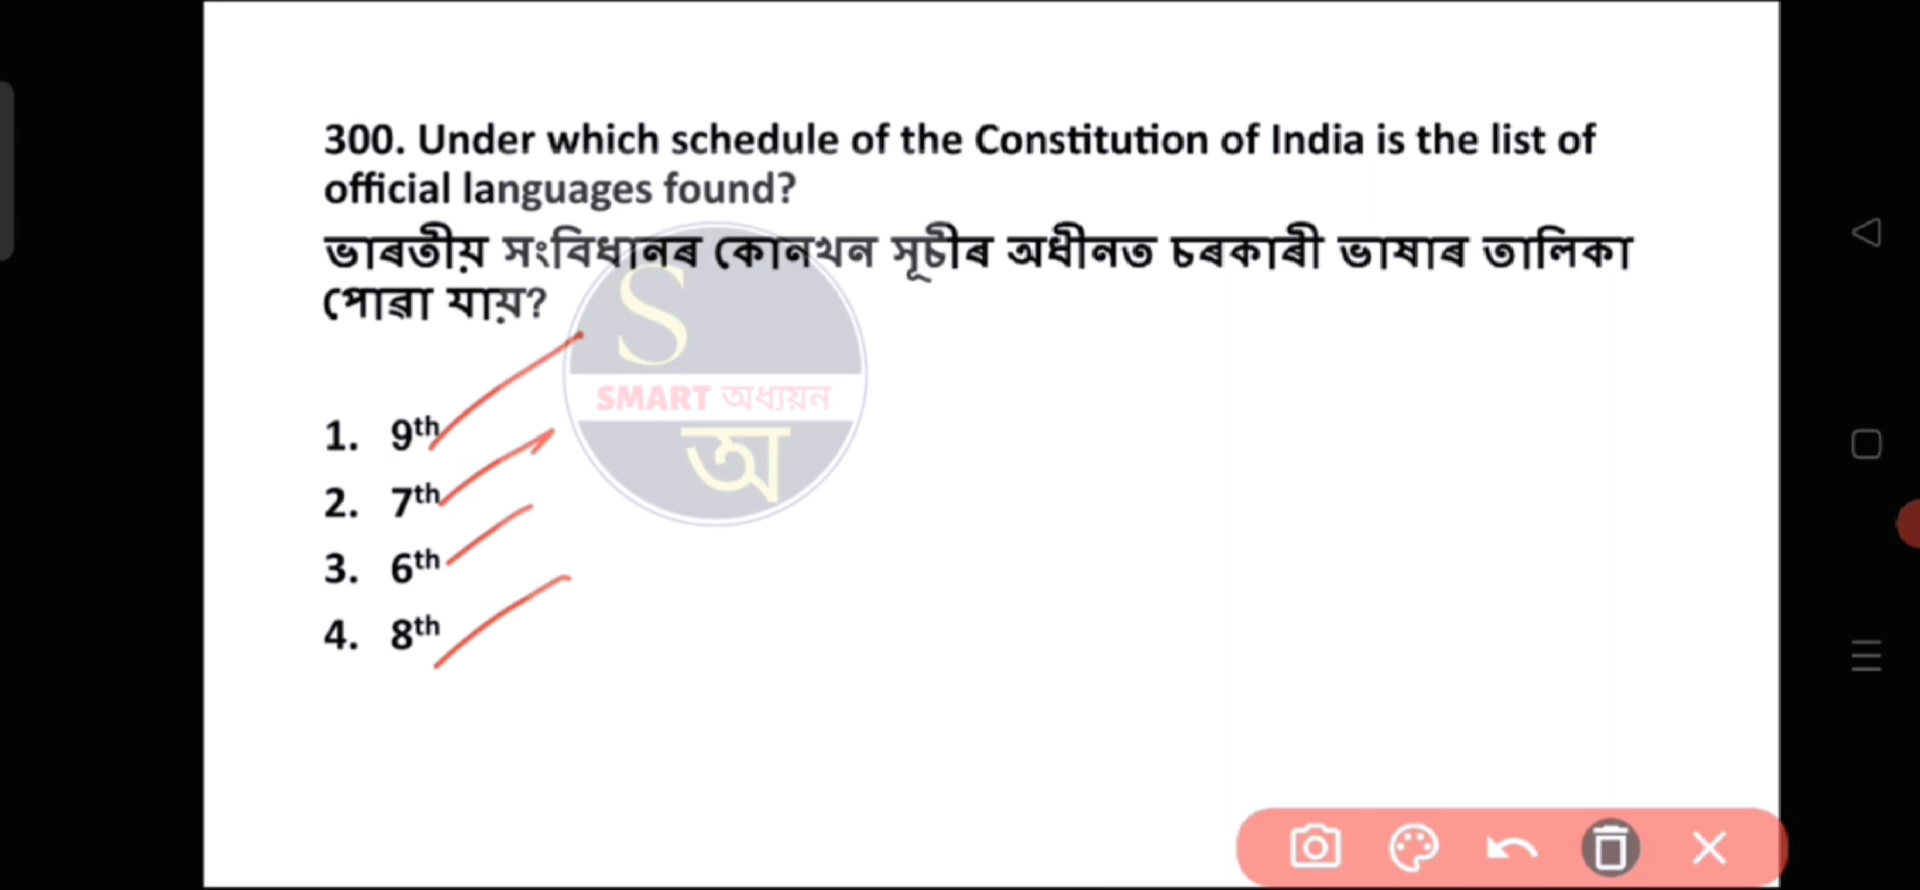 300. Under which schedule of the Constitution of India is the list of
official languages found?
ভাৰতীয় সংবিধানৰ কোনখন সূচীৰ অধীনত চৰকাৰী ভাষাৰ তালিকা
পোৱা যায়?
S
SMART অধ্যয়ন
অ
1. 9th
2. 7th
3. 6th
4. 8th